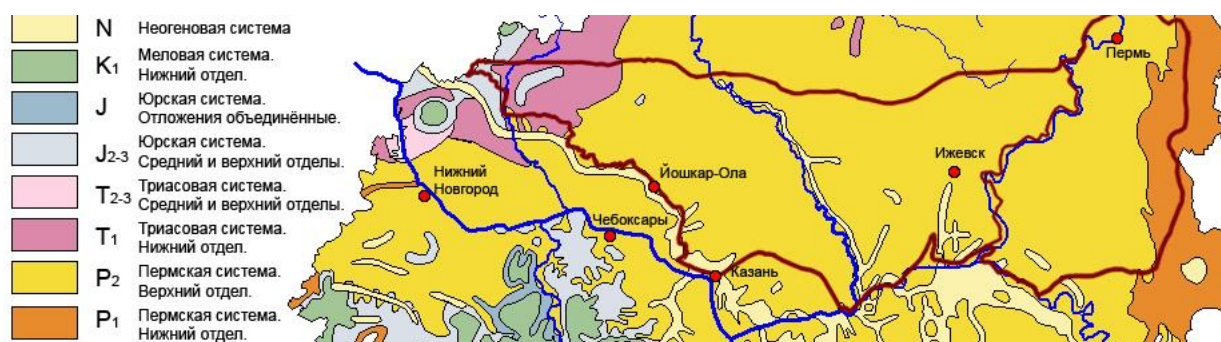 N Неогеновая система
K1 Меловая система.
Нижний отдел.
J Юрская система.
Отложения объединённые.
J2-3 Юрская система.
Средний и верхний отделы.
T2-3 Триасовая система.
Средний и верхний отделы.
T1 Триасовая система.
Нижний отдел.
P2 Пермская система.
Верхний отдел.
P1 Пермская система.
Нижний отдел.
Пермь
Ижевск
Нижний
Новгород
Йошкар-Ола
Чебоксары
Казань